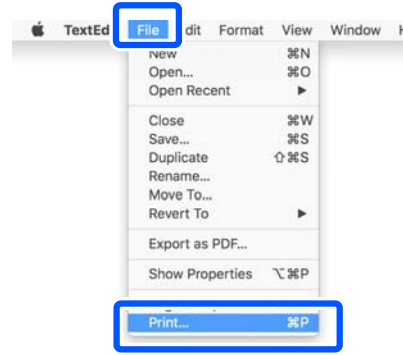 TextEd File dit Format View Window H
New ⌘N
Open... ⌘O
Open Recent ▶
Close ⌘W
Save... ⌘S
Duplicate ⇧⌘S
Rename...
Move To...
Revert To ▶
Export as PDF...
Show Properties ⌥⌘P
Print... ⌘P